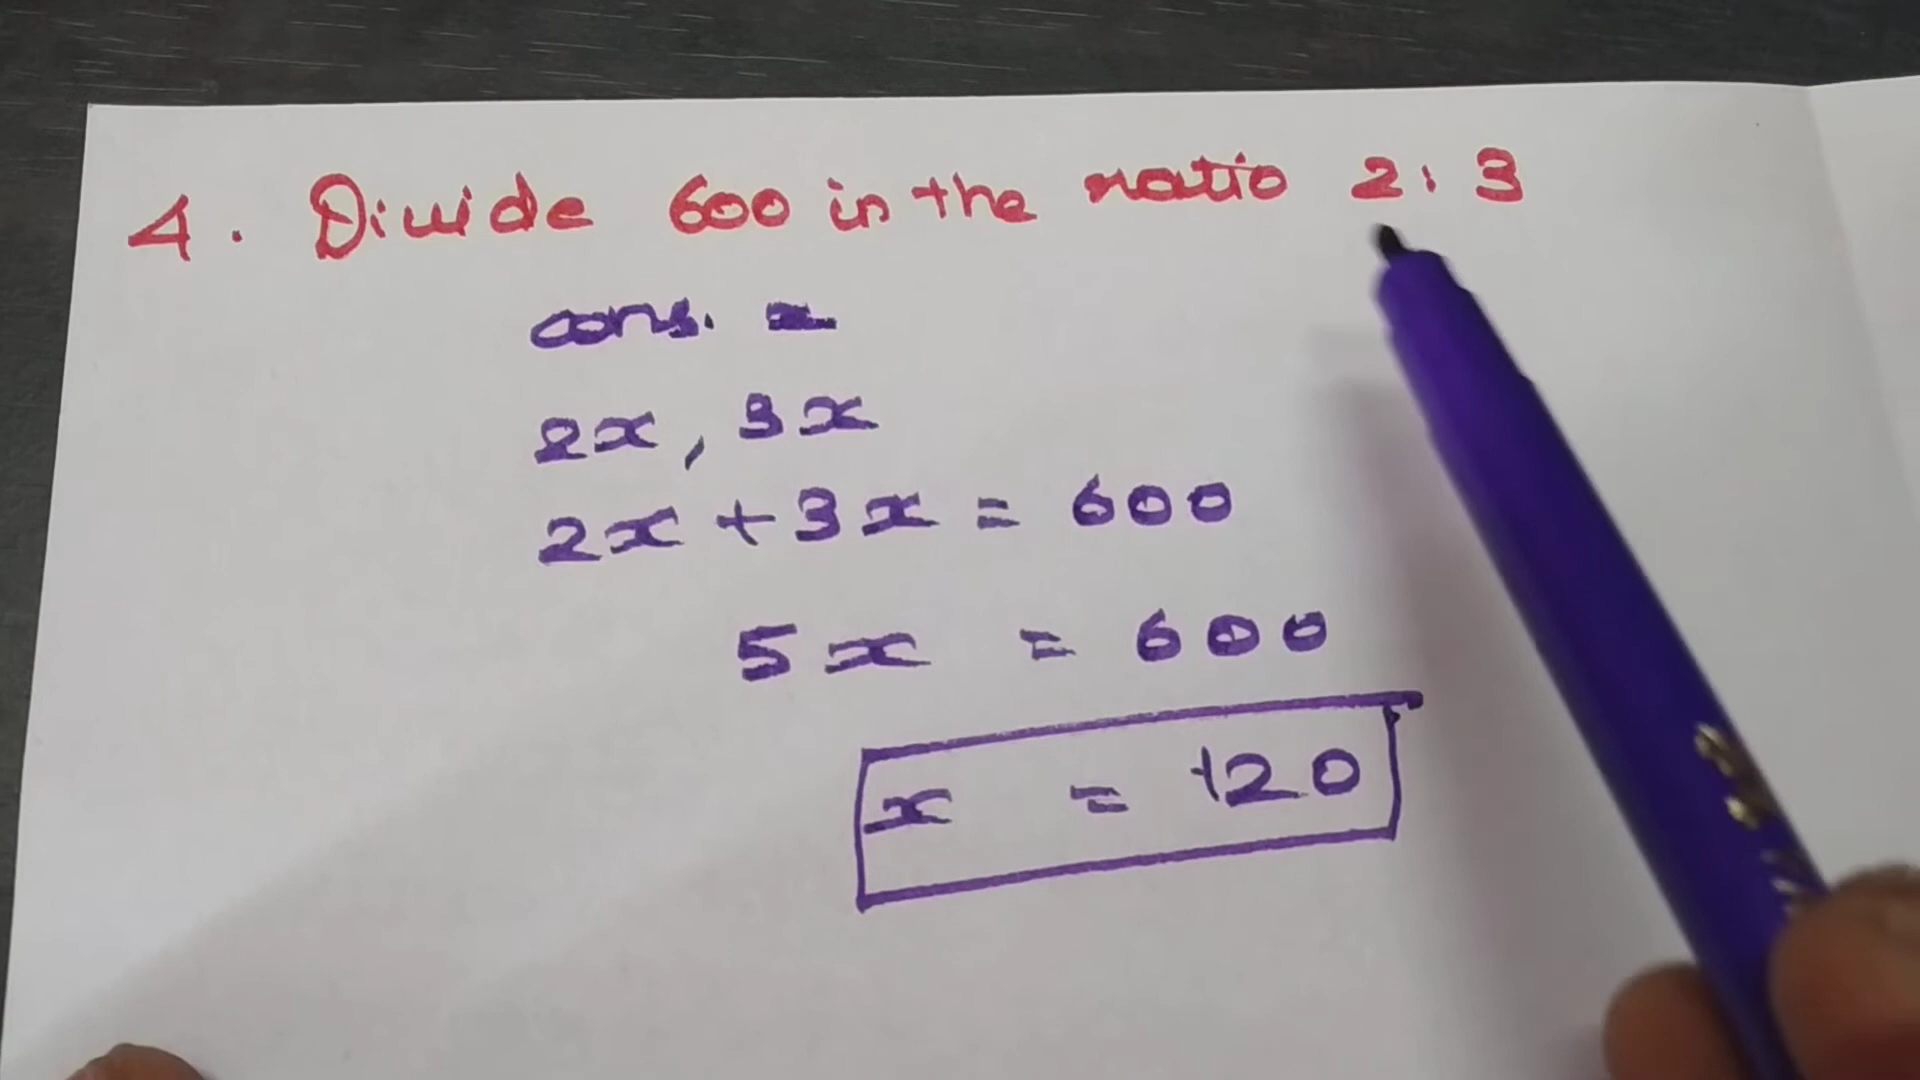 4. Divide 600 in the ratio 2:3
cons. x
2x, 3x
2x + 3x = 600
5x = 600
x = 120